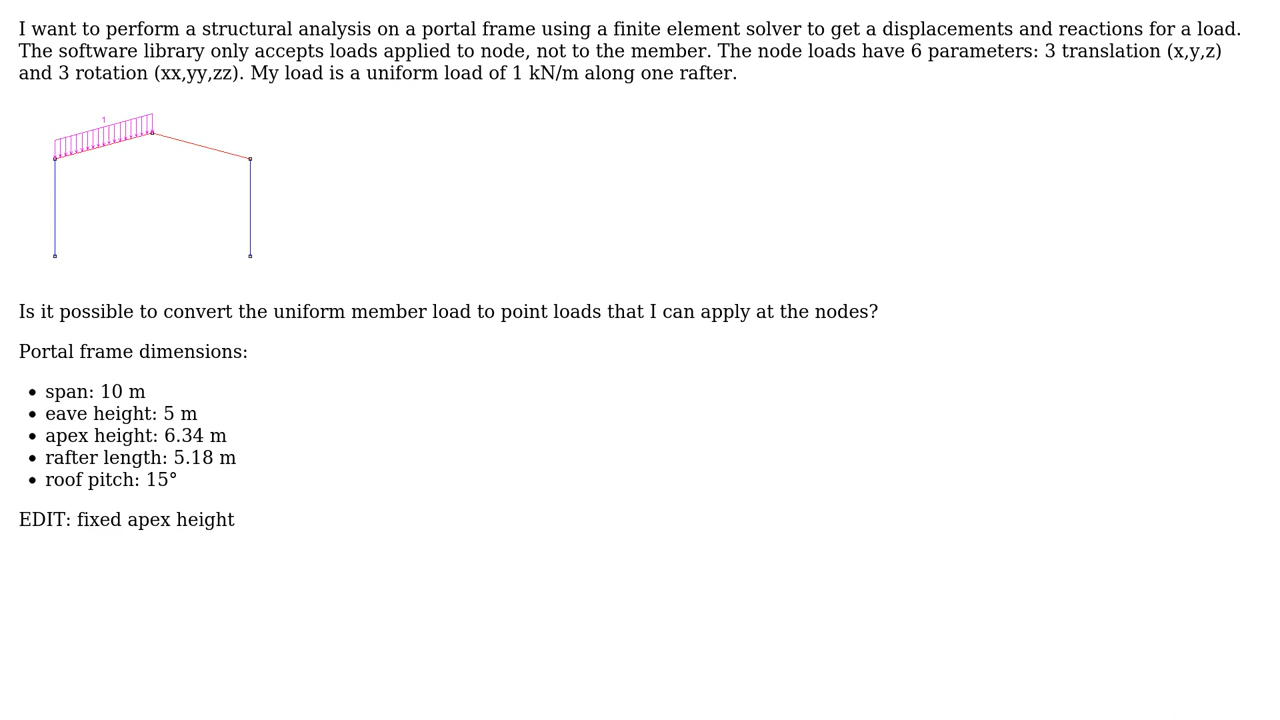 I want to perform a structural analysis on a portal frame using a finite element solver to get a displacements and reactions for a load.
The software library only accepts loads applied to node, not to the member. The node loads have 6 parameters: 3 translation (x,y,z)
and 3 rotation (xx,yy,zz). My load is a uniform load of 1 kN/m along one rafter.
1
Is it possible to convert the uniform member load to point loads that I can apply at the nodes?
Portal frame dimensions:
• span: 10 m
• eave height: 5 m
• apex height: 6.34 m
• rafter length: 5.18 m
• roof pitch: 15°
EDIT: fixed apex height